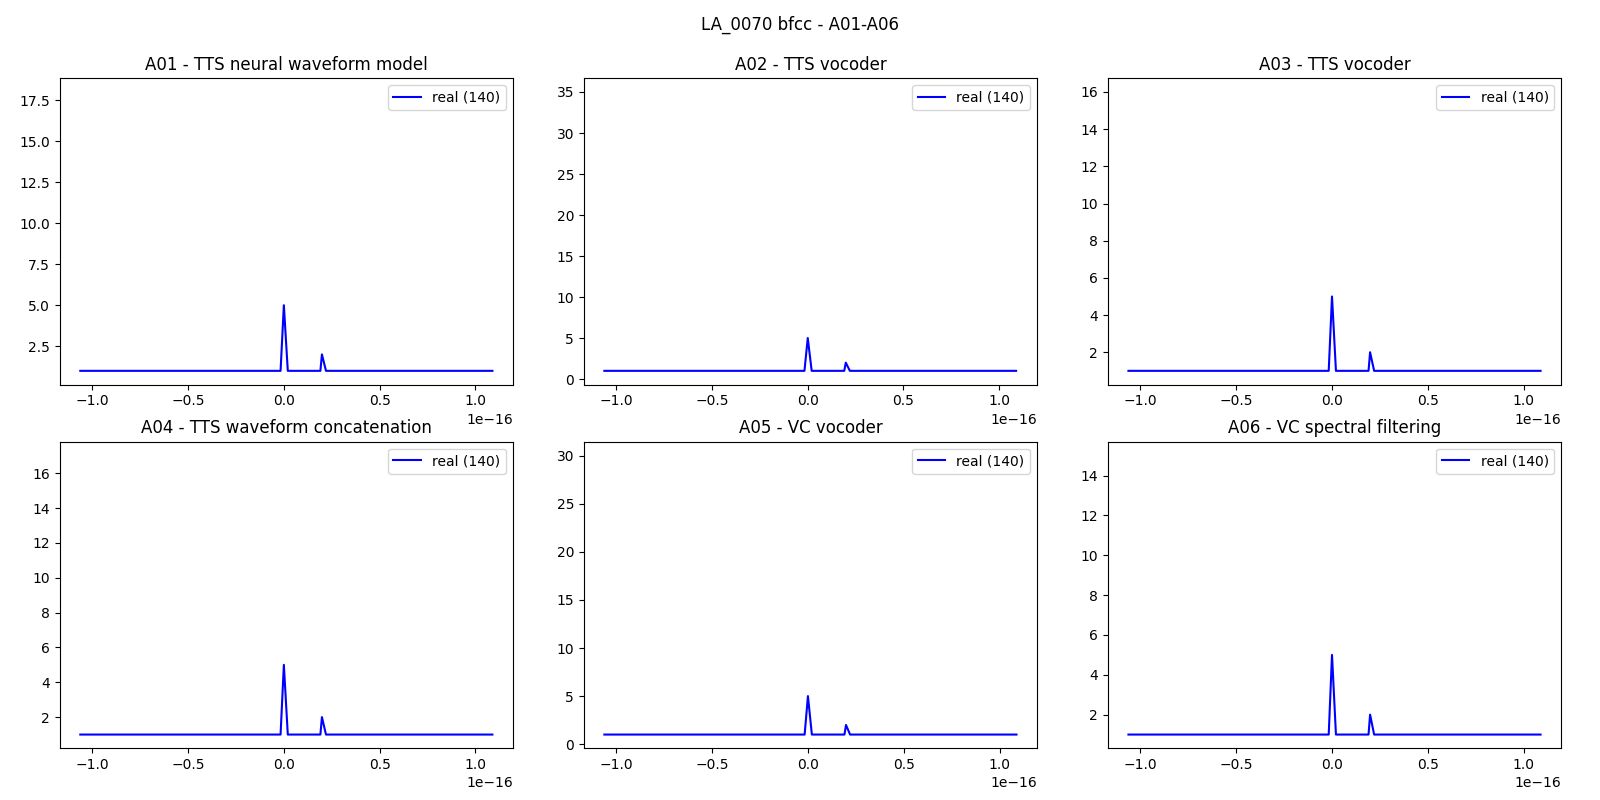 LA_0070 bfcc - A01-A06
A01 - TTS neural waveform model
A02 - TTS vocoder
A03 - TTS vocoder
real (140)
real (140)
real (140)
17.5
15.0
12.5
10.0
7.5
5.0
2.5
35
30
25
20
15
10
5
0
16
14
12
10
8
6
4
2
−1.0 −0.5 0.0 0.5 1.0
1e−16
−1.0 −0.5 0.0 0.5 1.0
1e−16
−1.0 −0.5 0.0 0.5 1.0
1e−16
A04 - TTS waveform concatenation
A05 - VC vocoder
A06 - VC spectral filtering
real (140)
real (140)
real (140)
16
14
12
10
8
6
4
2
30
25
20
15
10
5
0
14
12
10
8
6
4
2
−1.0 −0.5 0.0 0.5 1.0
1e−16
−1.0 −0.5 0.0 0.5 1.0
1e−16
−1.0 −0.5 0.0 0.5 1.0
1e−16